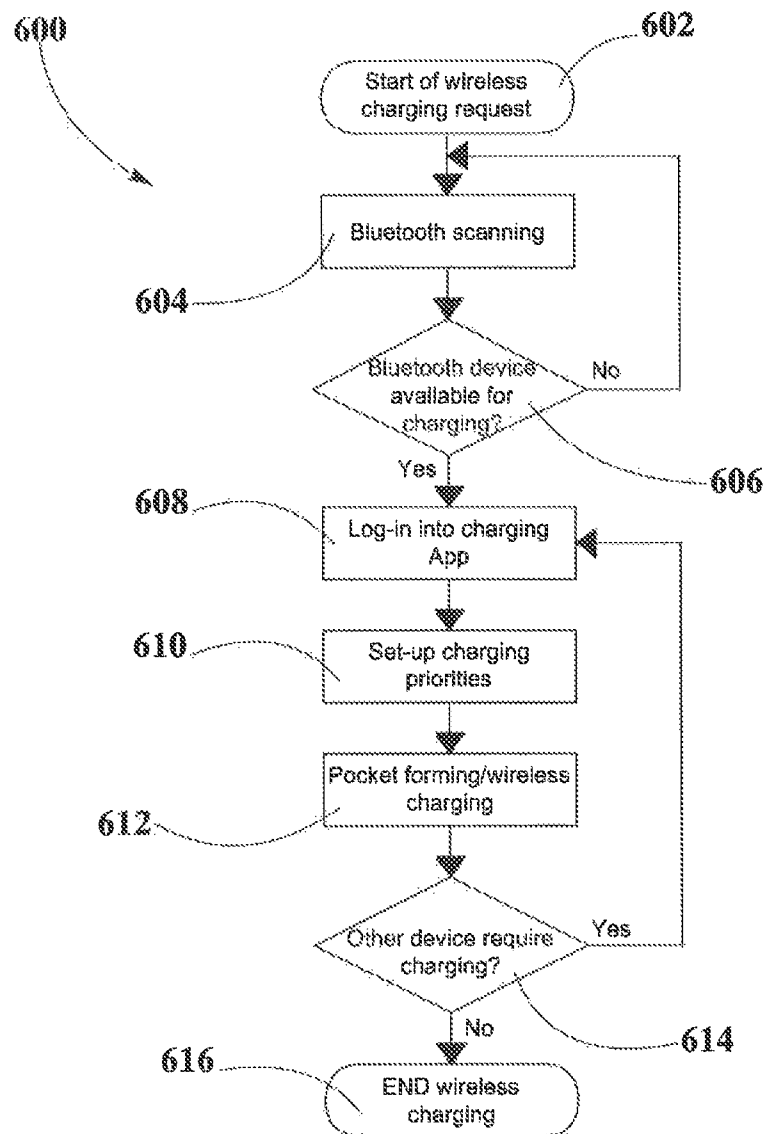 600
602
Start of wireless
charging request
Bluetooth scanning
604
Bluetooth device
available for
charging?
No
606
Yes
608
Log-in into charging
App
610
Set-up charging
priorities
Pocket forming/wireless
charging
612
Other device require
charging?
Yes
614
No
616
END wireless
charging